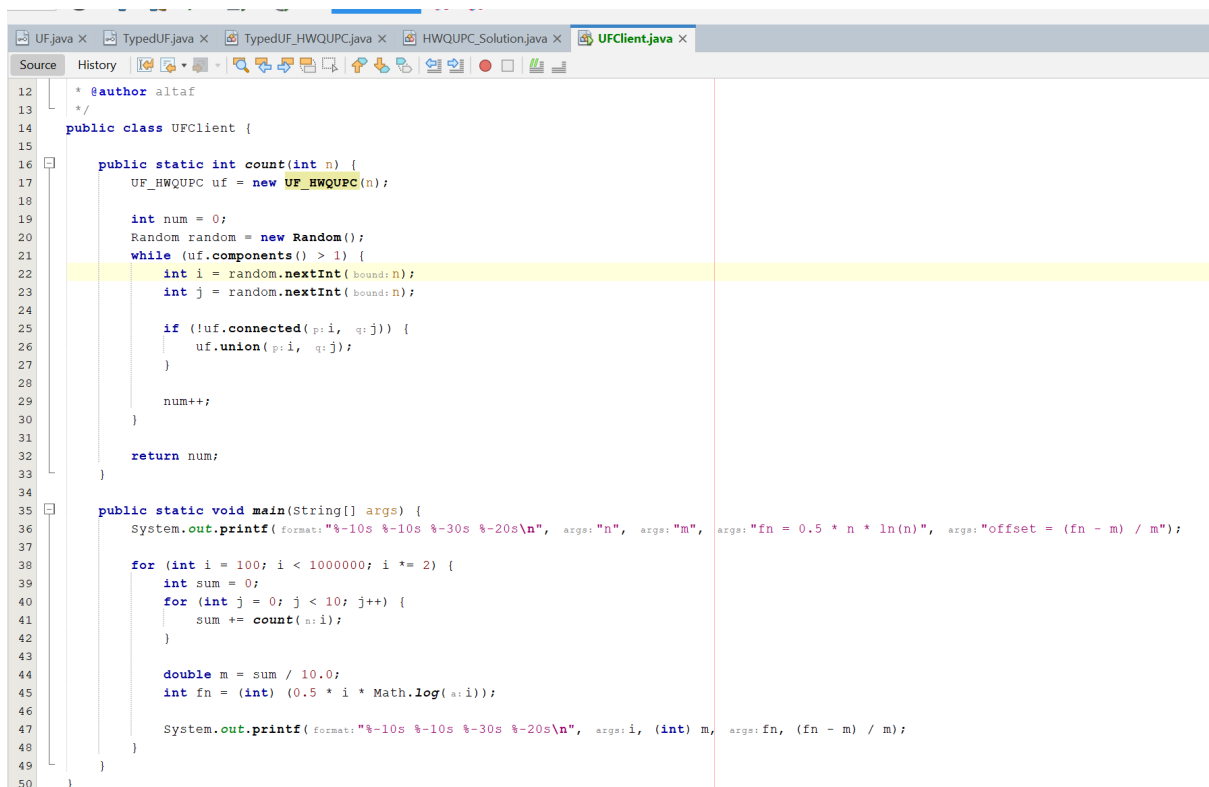 UF.java × TypedUF.java × TypedUF_HWQUPC.java × HWQUPC_Solution.java × UFClient.java ×
Source History
12 * @author altaf
13 */
14 public class UFClient {
15
16 public static int count(int n) {
17 UF_HWQUPC uf = new UF_HWQUPC(n);
18
19 int num = 0;
20 Random random = new Random();
21 while (uf.components() > 1) {
22 int i = random.nextInt( bound: n);
23 int j = random.nextInt( bound: n);
24
25 if (!uf.connected( p: i, q: j)) {
26 uf.union( p: i, q: j);
27 }
28
29 num++;
30 }
31
32 return num;
33 }
34
35 public static void main(String[] args) {
36 System.out.printf( format: "%-10s %-10s %-30s %-20s\n", args: "n", args: "m", args: "fn = 0.5 * n * ln(n)", args: "offset = (fn - m) / m");
37
38 for (int i = 100; i < 1000000; i *= 2) {
39 int sum = 0;
40 for (int j = 0; j < 10; j++) {
41 sum += count( n: i);
42 }
43
44 double m = sum / 10.0;
45 int fn = (int) (0.5 * i * Math.log( a: i));
46
47 System.out.printf( format: "%-10s %-10s %-30s %-20s\n", args: i, (int) m, args: fn, (fn - m) / m);
48 }
49 }
50 }